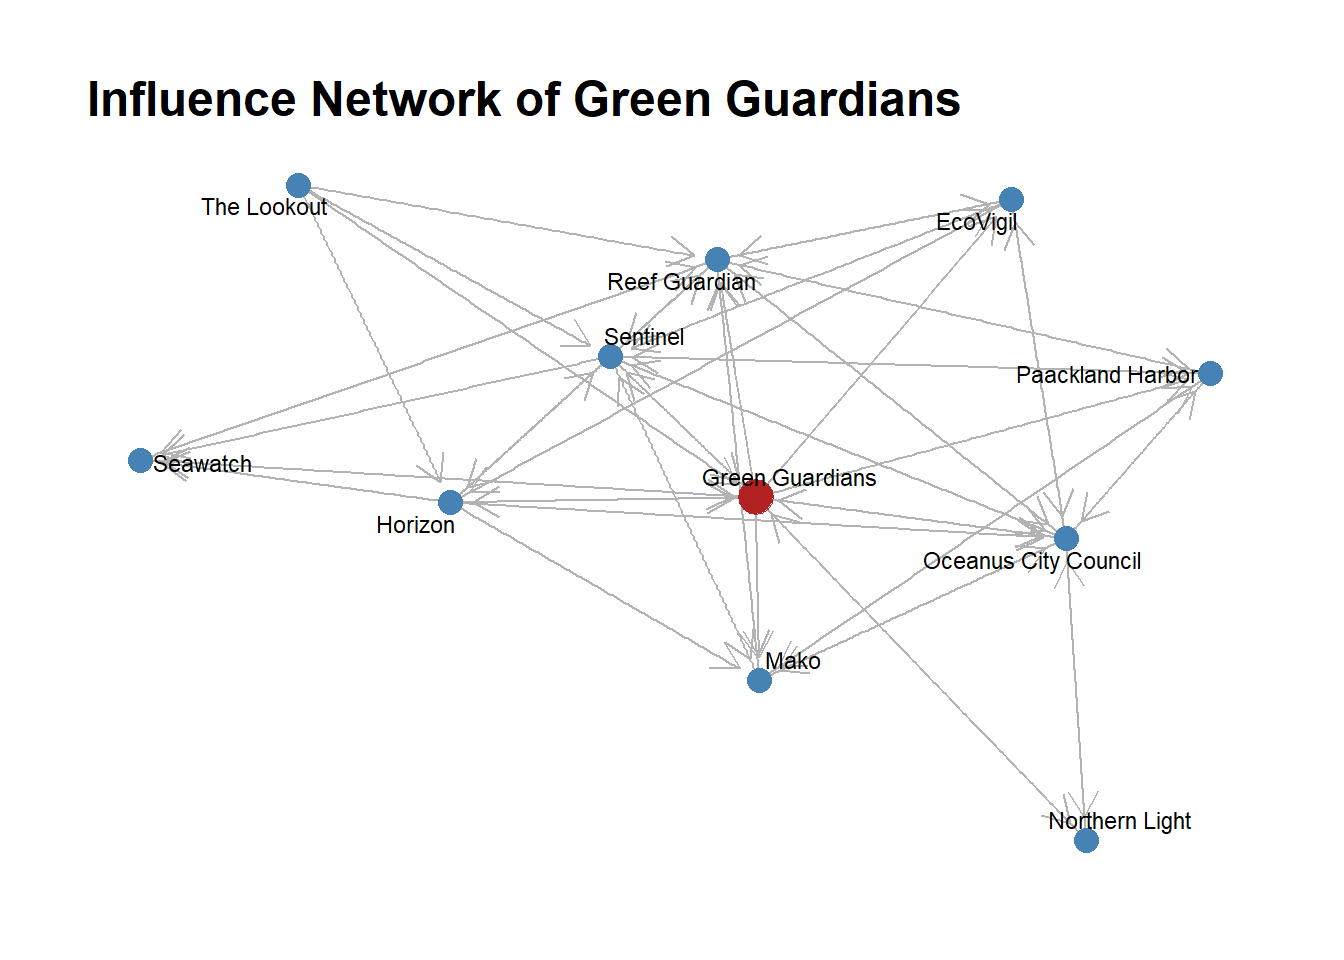 Influence Network of Green Guardians
The Lookout
EcoVigil
Reef Guardian
Sentinel
Paackland Harbor
Seawatch
Green Guardians
Horizon
Oceanus City Council
Mako
Northern Light